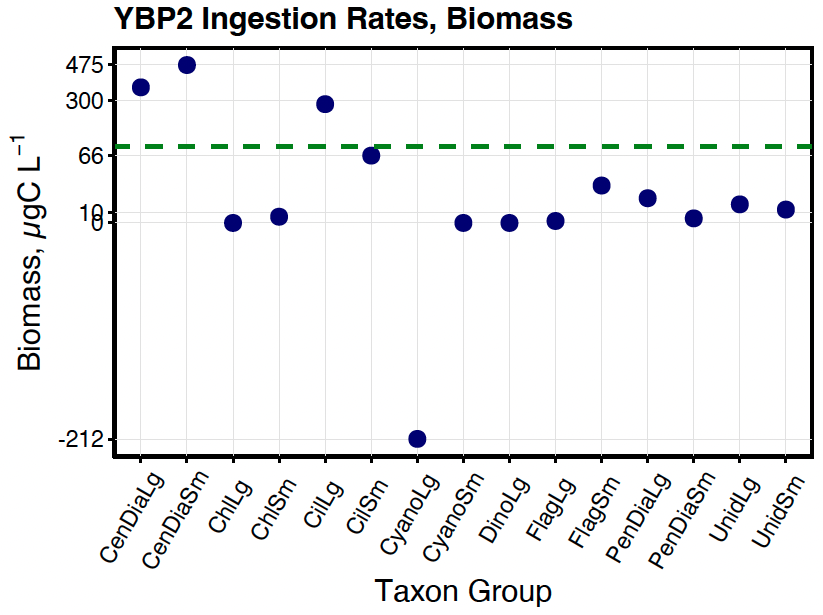 YBP2 Ingestion Rates, Biomass
475
300
66
10
0
-212
Biomass, µgC L⁻¹
CenDiaLg
CenDiaSm
ChlLg
ChlSm
CilLg
CilSm
CyanoLg
CyanoSm
DinoLg
FlagLg
FlagSm
PenDiaLg
PenDiaSm
UnidLg
UnidSm
Taxon Group